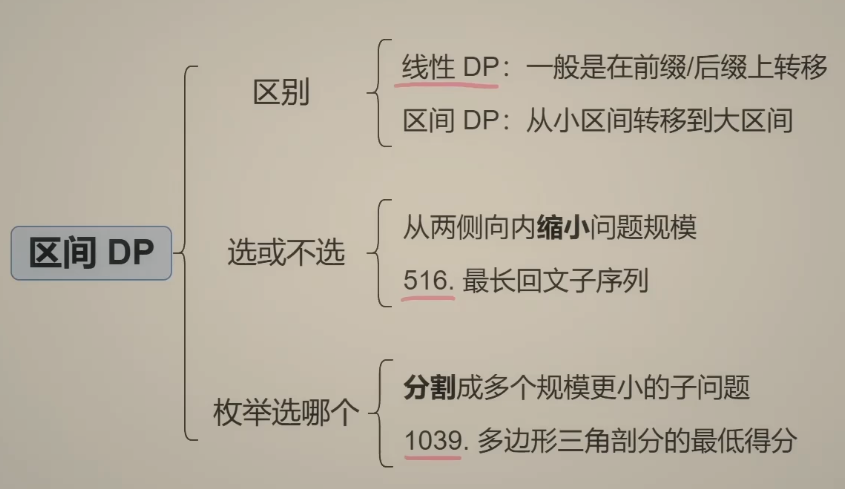 区间 DP
区别
线性 DP：一般是在前缀/后缀上转移
区间 DP：从小区间转移到大区间
选或不选
从两侧向内缩小问题规模
516. 最长回文子序列
枚举选哪个
分割成多个规模更小的子问题
1039. 多边形三角剖分的最低得分